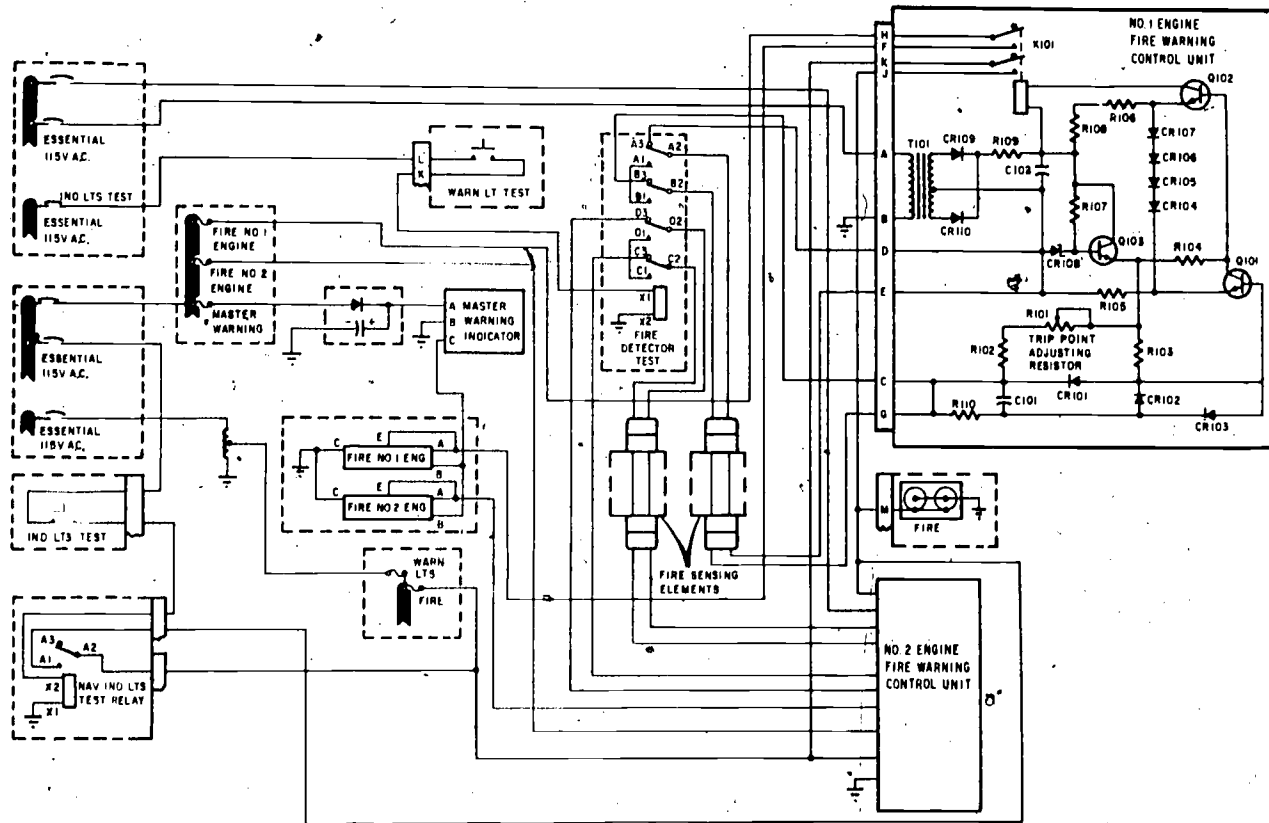 ESSENTIAL
115V A.C.
IND LTS TEST
ESSENTIAL
115V A.C.
FIRE NO.1
ENGINE
FIRE NO.2
ENGINE
MASTER
WARNING
ESSENTIAL
115V A.C.
ESSENTIAL
115V A.C.
L
K
WARN LT TEST
- +
A
B
C
MASTER
WARNING
INDICATOR
C
E
A
FIRE NO.1 ENG
B
C
E
A
FIRE NO.2 ENG
B
IND LTS TEST
WARN
LTS
FIRE
A3
A2
A1
X2
X1
NAV IND LTS
TEST RELAY
A3
A2
A1
B3
B2
B1
D3
D2
D1
C3
C2
C1
X1
X2
FIRE
DETECTOR
TEST
FIRE SENSING
ELEMENTS
NO.1 ENGINE
FIRE WARNING
CONTROL UNIT
H
F
K
J
A
B
D
E
C
G
K101
Q102
R106
R108
CR107
CR106
CR105
CR104
T101
CR109
R109
CR110
R107
Q103
CR108
R104
Q101
R105
R101
TRIP POINT
ADJUSTING
RESISTOR
R102
R103
CR101
C101
CR102
R110
CR103
M
FIRE
NO. 2 ENGINE
FIRE WARNING
CONTROL UNIT